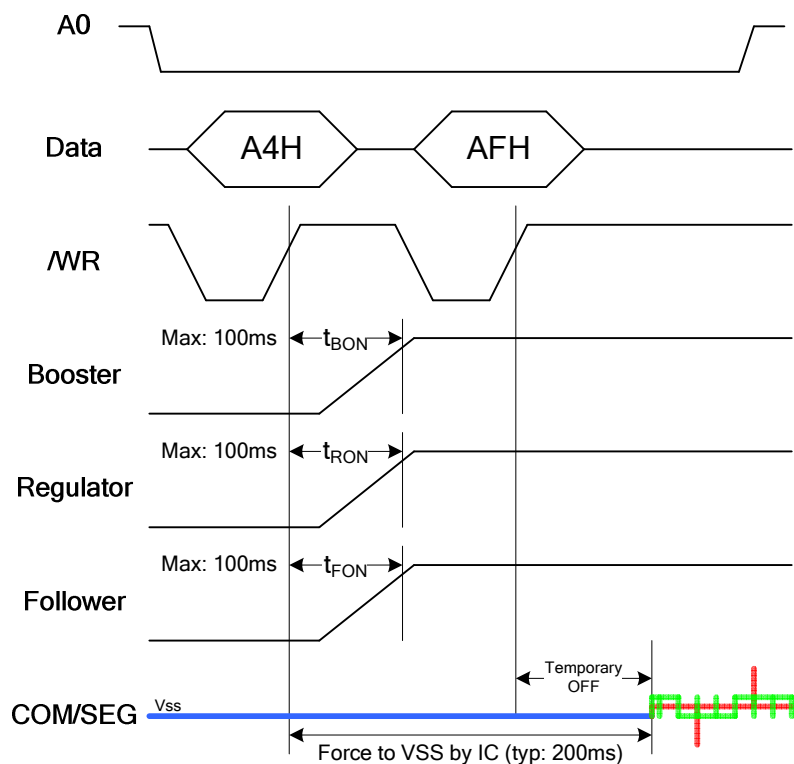 A0
Data
A4H
AFH
/WR
Max: 100ms
tBON
Booster
Max: 100ms
tRON
Regulator
Max: 100ms
tFON
Follower
Temporary
OFF
COM/SEG
Vss
Force to VSS by IC (typ: 200ms)